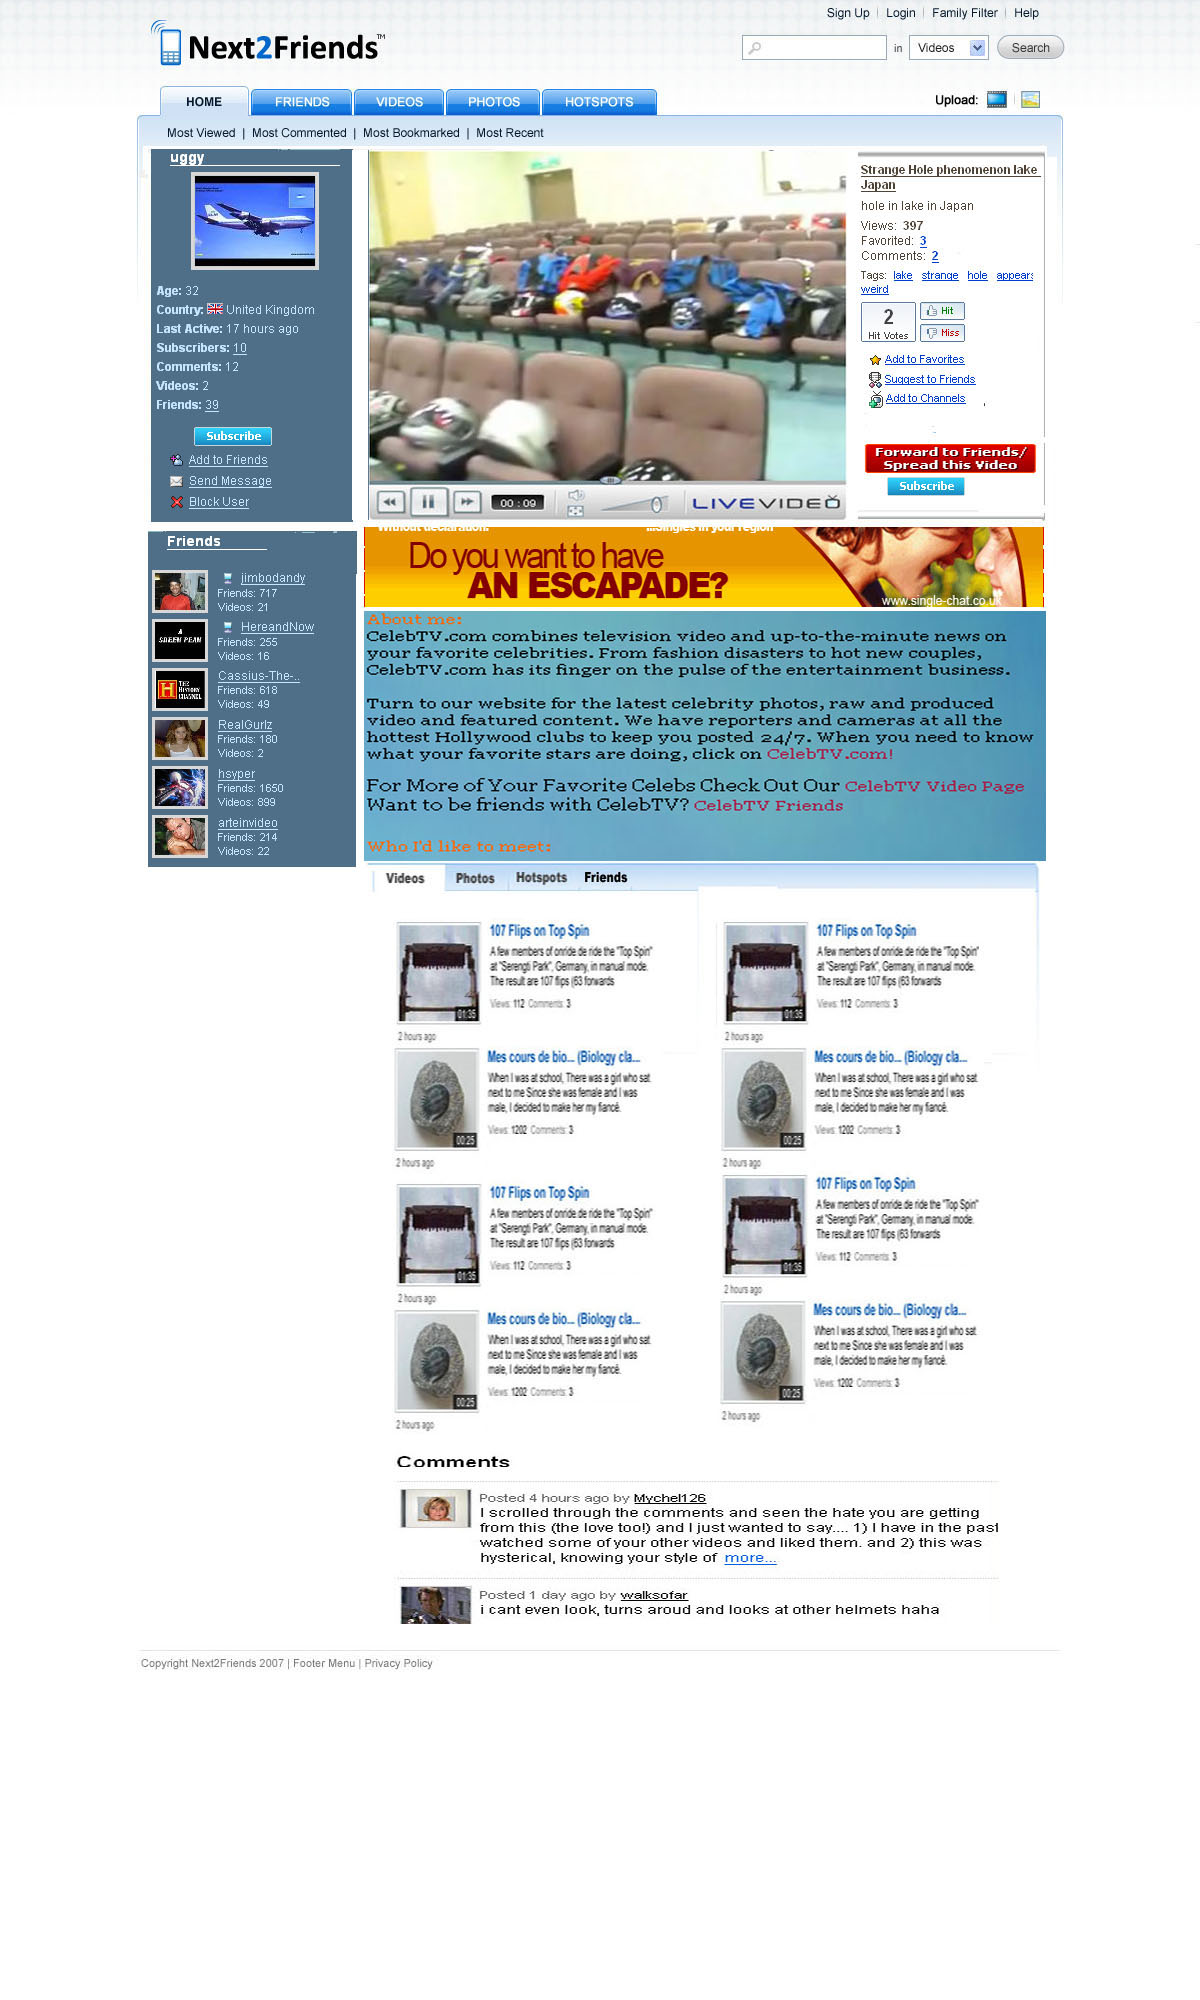 Sign Up Login Family Filter Help
Next2Friends™
in Videos Search
HOME FRIENDS VIDEOS PHOTOS HOTSPOTS
Upload:
Most Viewed | Most Commented | Most Bookmarked | Most Recent
uggy
Age: 32
Country: United Kingdom
Last Active: 17 hours ago
Subscribers: 10
Comments: 12
Videos: 2
Friends: 39
Subscribe
Add to Friends
Send Message
Block User
00:09
LIVEVIDEO
Strange Hole phenomenon lake
Japan
hole in lake in Japan
Views: 397
Favorited: 3
Comments: 2
Tags: lake strange hole appears
weird
2
Hit Votes
Hit
Miss
Add to Favorites
Suggest to Friends
Add to Channels
Forward to Friends/
Spread this Video
Subscribe
Friends
jimbodandy
Friends: 717
Videos: 21
HereandNow
Friends: 255
Videos: 16
Cassius-The-..
Friends: 618
Videos: 49
RealGurlz
Friends: 180
Videos: 2
hsyper
Friends: 1650
Videos: 899
arteinvideo
Friends: 214
Videos: 22
A
GREEN PEAN
H THE
HISTORY
CHANNEL
Without declaration. ...Singles in your region
Do you want to have
AN ESCAPADE?
www.single-chat.co.uk
About me:
CelebTV.com combines television video and up-to-the-minute news on
your favorite celebrities. From fashion disasters to hot new couples,
CelebTV.com has its finger on the pulse of the entertainment business.
Turn to our website for the latest celebrity photos, raw and produced
video and featured content. We have reporters and cameras at all the
hottest Hollywood clubs to keep you posted 24/7. When you need to know
what your favorite stars are doing, click on CelebTV.com!
For More of Your Favorite Celebs Check Out Our CelebTV Video Page
Want to be friends with CelebTV? CelebTV Friends
Who I'd like to meet:
Videos Photos Hotspots Friends
107 Flips on Top Spin
A few members of onride.de ride the "Top Spin"
at "Serengti Park", Germany, in manual mode.
The result are 107 flips (63 forwards
Views: 112 Comments: 3
01:35
2 hours ago
107 Flips on Top Spin
A few members of onride.de ride the "Top Spin"
at "Serengti Park", Germany, in manual mode.
The result are 107 flips (63 forwards
Views: 112 Comments: 3
01:35
2 hours ago
Mes cours de bio... (Biology cla...
When I was at school, There was a girl who sat
next to me Since she was female and I was
male, I decided to make her my fiancé.
Views: 1202 Comments: 3
00:25
2 hours ago
Mes cours de bio... (Biology cla...
When I was at school, There was a girl who sat
next to me Since she was female and I was
male, I decided to make her my fiancé.
Views: 1202 Comments: 3
00:25
2 hours ago
107 Flips on Top Spin
A few members of onride.de ride the "Top Spin"
at "Serengti Park", Germany, in manual mode.
The result are 107 flips (63 forwards
Views: 112 Comments: 3
01:35
2 hours ago
107 Flips on Top Spin
A few members of onride.de ride the "Top Spin"
at "Serengti Park", Germany, in manual mode.
The result are 107 flips (63 forwards
Views: 112 Comments: 3
01:35
2 hours ago
Mes cours de bio... (Biology cla...
When I was at school, There was a girl who sat
next to me Since she was female and I was
male, I decided to make her my fiancé.
Views: 1202 Comments: 3
00:25
2 hours ago
Mes cours de bio... (Biology cla...
When I was at school, There was a girl who sat
next to me Since she was female and I was
male, I decided to make her my fiancé.
Views: 1202 Comments: 3
00:25
2 hours ago
Comments
Posted 4 hours ago by Mychel126
I scrolled through the comments and seen the hate you are getting
from this (the love too!) and I just wanted to say.... 1) I have in the past
watched some of your other videos and liked them. and 2) this was
hysterical, knowing your style of more...
Posted 1 day ago by walksofar
i cant even look, turns aroud and looks at other helmets haha
Copyright Next2Friends 2007 | Footer Menu | Privacy Policy